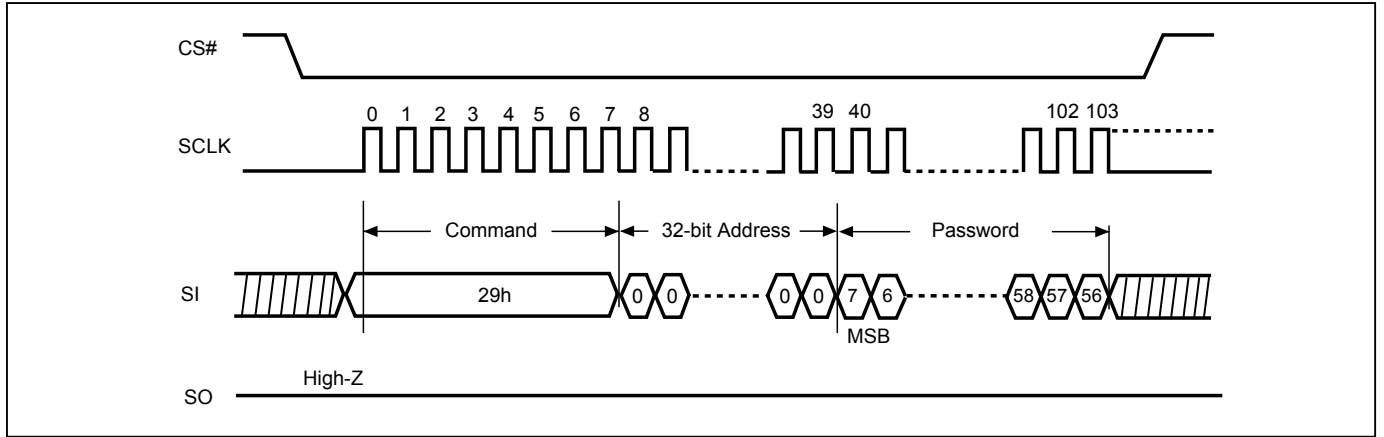 CS#
0 1 2 3 4 5 6 7 8 39 40 102 103
SCLK
Command 32-bit Address Password
SI 29h 0 0 0 0 7 6 58 57 56
MSB
High-Z
SO